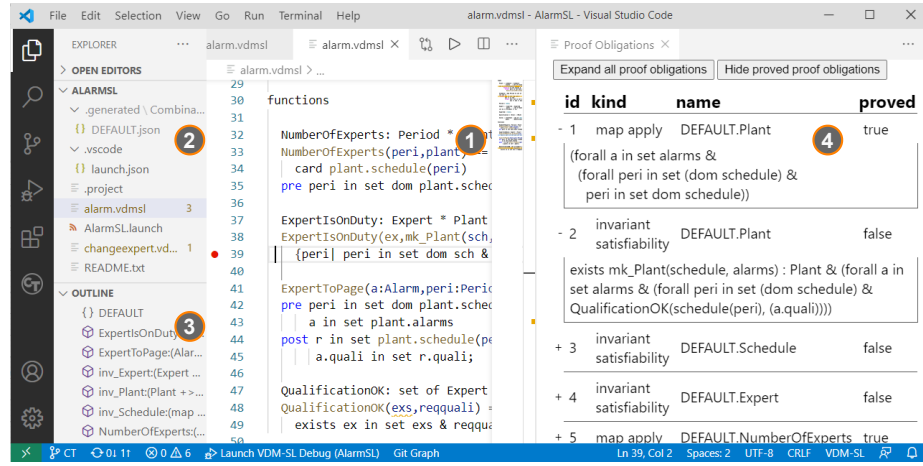 File Edit Selection View Go Run Terminal Help alarm.vdmsl - AlarmSL - Visual Studio Code
EXPLORER
OPEN EDITORS
ALARMSL
.generated \ Combina...
DEFAULT.json
.vscode
launch.json
.project
alarm.vdmsl 3
AlarmSL.launch
changeexpert.vd... 1
README.txt
OUTLINE
{} DEFAULT
ExpertIsOnDuty:
ExpertToPage:(Alar...
inv_Expert:(Expert ...
inv_Plant:(Plant +>...
inv_Schedule:(map ...
NumberOfExperts:(...
2
3
alarm.vdmsl alarm.vdmsl
alarm.vdmsl > ...
29
30 functions
31
32 NumberOfExperts: Period *
33 NumberOfExperts(peri,plant) ==
34 card plant.schedule(peri)
35 pre peri in set dom plant.sched
36
37 ExpertIsOnDuty: Expert * Plant
38 ExpertIsOnDuty(ex,mk_Plant(sch,
39 {peri| peri in set dom sch &
40
41 ExpertToPage(a:Alarm,peri:Perio
42 pre peri in set dom plant.sched
43 a in set plant.alarms
44 post r in set plant.schedule(pe
45 a.quali in set r.quali;
46
47 QualificationOK: set of Expert
48 QualificationOK(exs,reqquali) =
49 exists ex in set exs & reqqua
50
1
Proof Obligations
Expand all proof obligations Hide proved proof obligations
id kind name proved
- 1 map apply DEFAULT.Plant true
4
(forall a in set alarms &
(forall peri in set (dom schedule) &
peri in set dom schedule))
- 2 invariant satisfiability DEFAULT.Plant false
exists mk_Plant(schedule, alarms) : Plant & (forall a in
set alarms & (forall peri in set (dom schedule) &
QualificationOK(schedule(peri), (a.quali))))
+ 3 invariant satisfiability DEFAULT.Schedule false
+ 4 invariant satisfiability DEFAULT.Expert false
+ 5 map apply DEFAULT.NumberOfExperts true
CT 0↓ 1↑ 0 6 Launch VDM-SL Debug (AlarmSL) Git Graph Ln 39, Col 2 Spaces: 2 UTF-8 CRLF VDM-SL